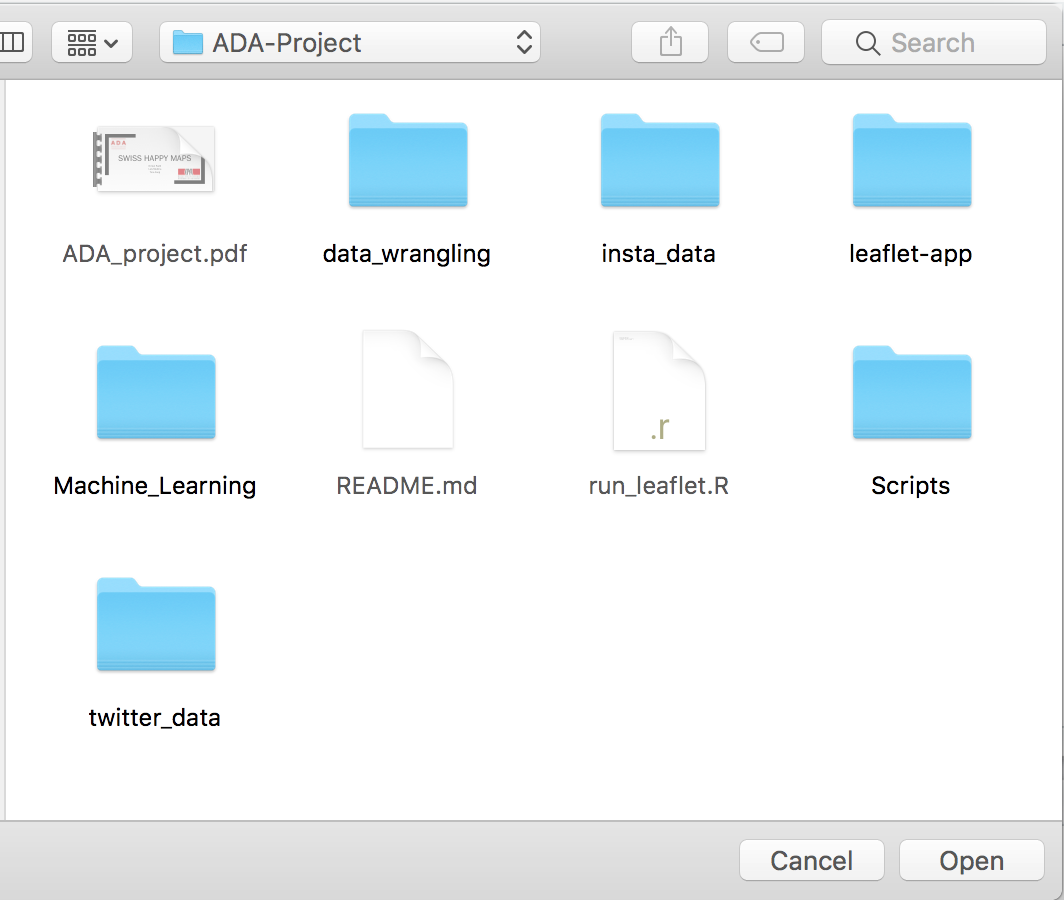 ADA-Project
Search
ADA
SWISS HAPPY MAPS
ADA_project.pdf
data_wrangling
insta_data
leaflet-app
.r
Machine_Learning
README.md
run_leaflet.R
Scripts
twitter_data
Cancel
Open